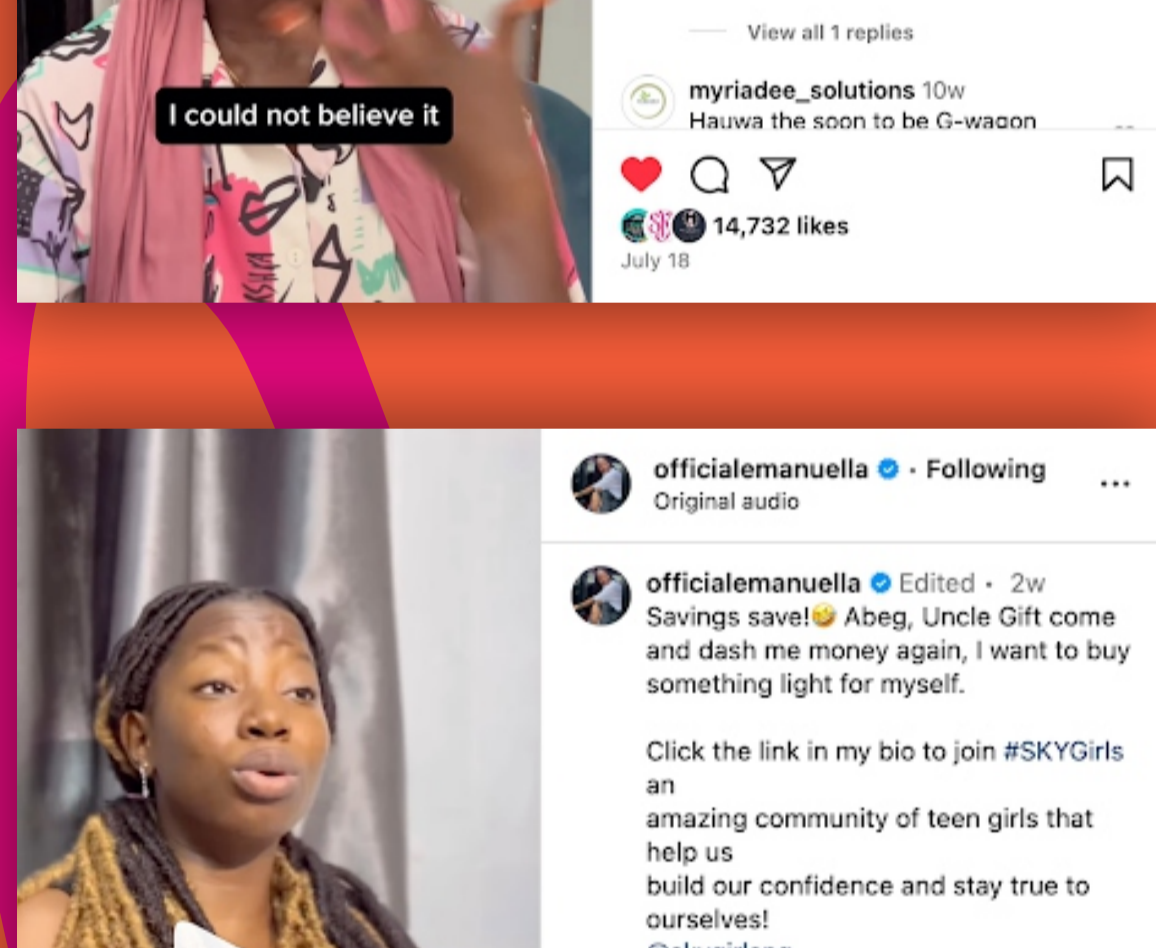 View all 1 replies
myriadee_solutions 10w
Hauwa the soon to be G-wagon
I could not believe it
14,732 likes
July 18
officialemanuella • Following
Original audio
officialemanuella Edited • 2w
Savings save!🤣 Abeg, Uncle Gift come
and dash me money again, I want to buy
something light for myself.
Click the link in my bio to join #SKYGirls
an
amazing community of teen girls that
help us
build our confidence and stay true to
ourselves!